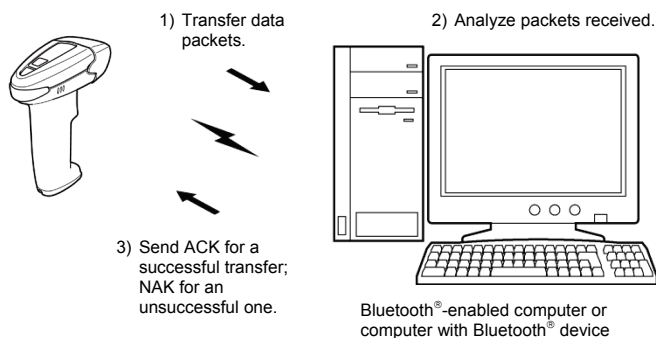 1) Transfer data
packets.
2) Analyze packets received.
3) Send ACK for a
successful transfer;
NAK for an
unsuccessful one.
Bluetooth®-enabled computer or
computer with Bluetooth® device